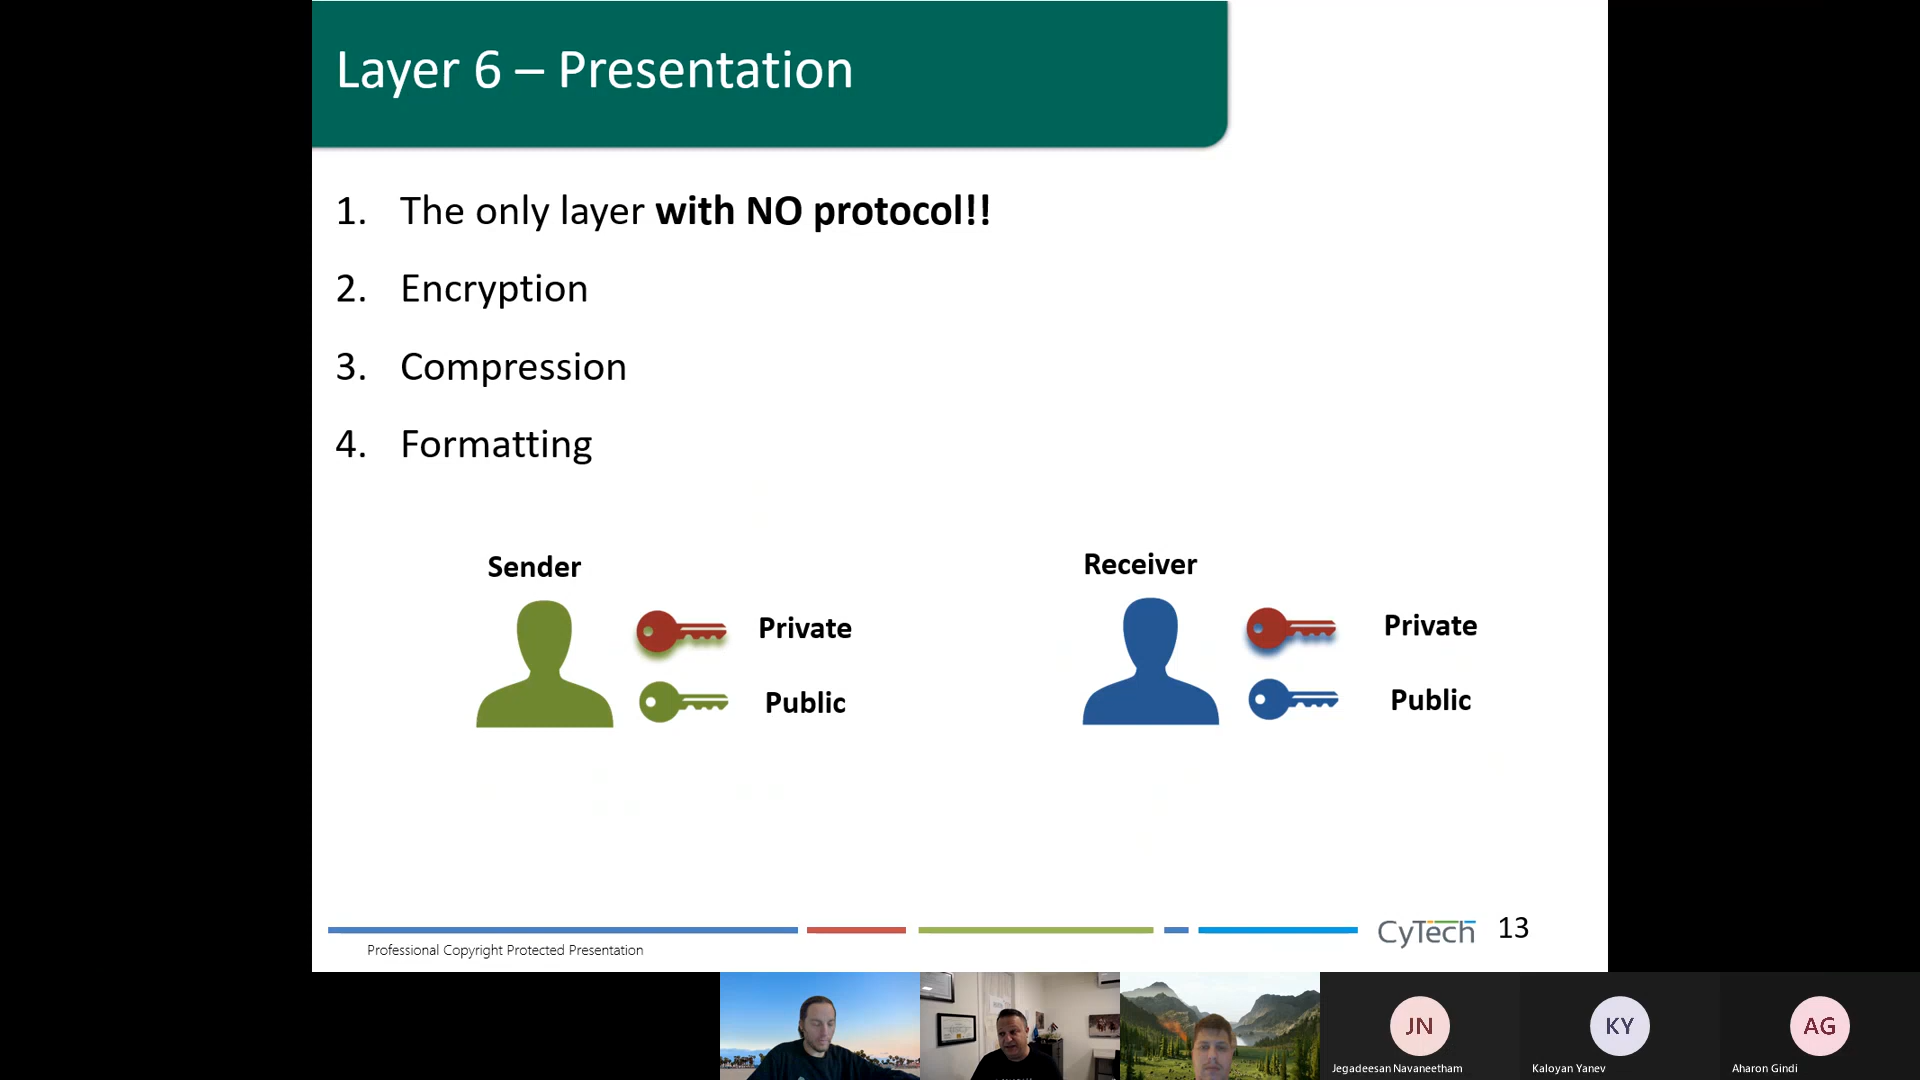 Layer 6 – Presentation
1. The only layer with NO protocol!!
2. Encryption
3. Compression
4. Formatting
Sender
Receiver
Private
Private
Public
Public
CyTech 13
Professional Copyright Protected Presentation
JN
KY
AG
Jegadeesan Navaneetham
Kaloyan Yanev
Aharon Gindi